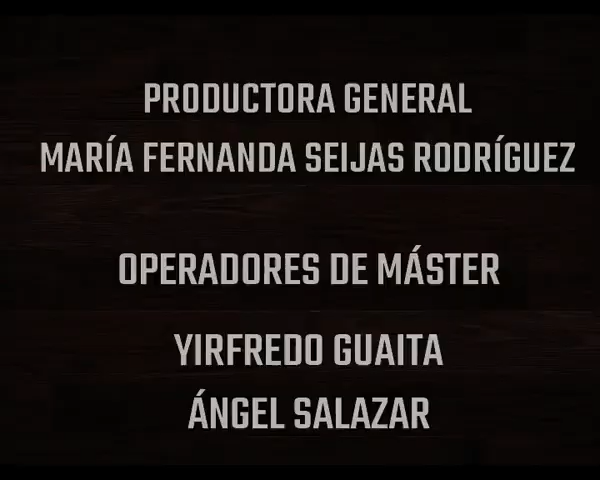 PRODUCTORA GENERAL
MARÍA FERNANDA SEIJAS RODRÍGUEZ
OPERADORES DE MÁSTER
YIRFREDO GUAITA
ÁNGEL SALAZAR